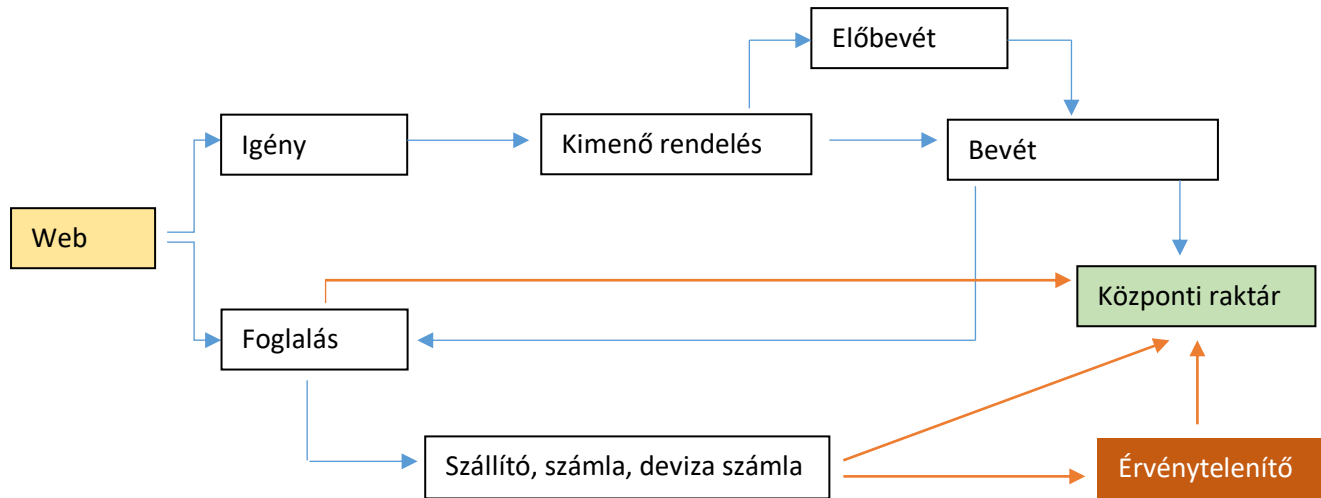 Előbevét
Igény
Kimenő rendelés
Bevét
Web
Központi raktár
Foglalás
Szállító, számla, deviza számla
Érvénytelenítő